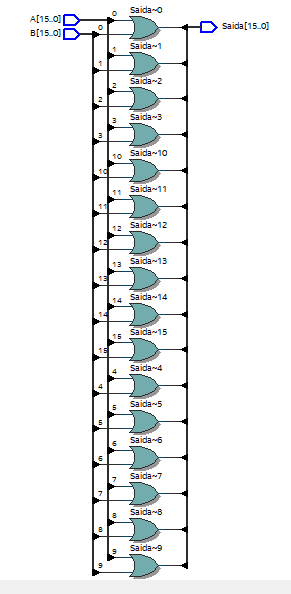 Saida~0
A[15..0] 0 Saida[15..0]
B[15..0] 0
Saida~1
1
1
Saida~2
2
2
Saida~3
3
3
Saida~10
10
10
Saida~11
11
11
Saida~12
12
12
Saida~13
13
13
Saida~14
14
14
Saida~15
15
15
Saida~4
4
4
Saida~5
5
5
Saida~6
6
6
Saida~7
7
7
Saida~8
8
8
Saida~9
9
9